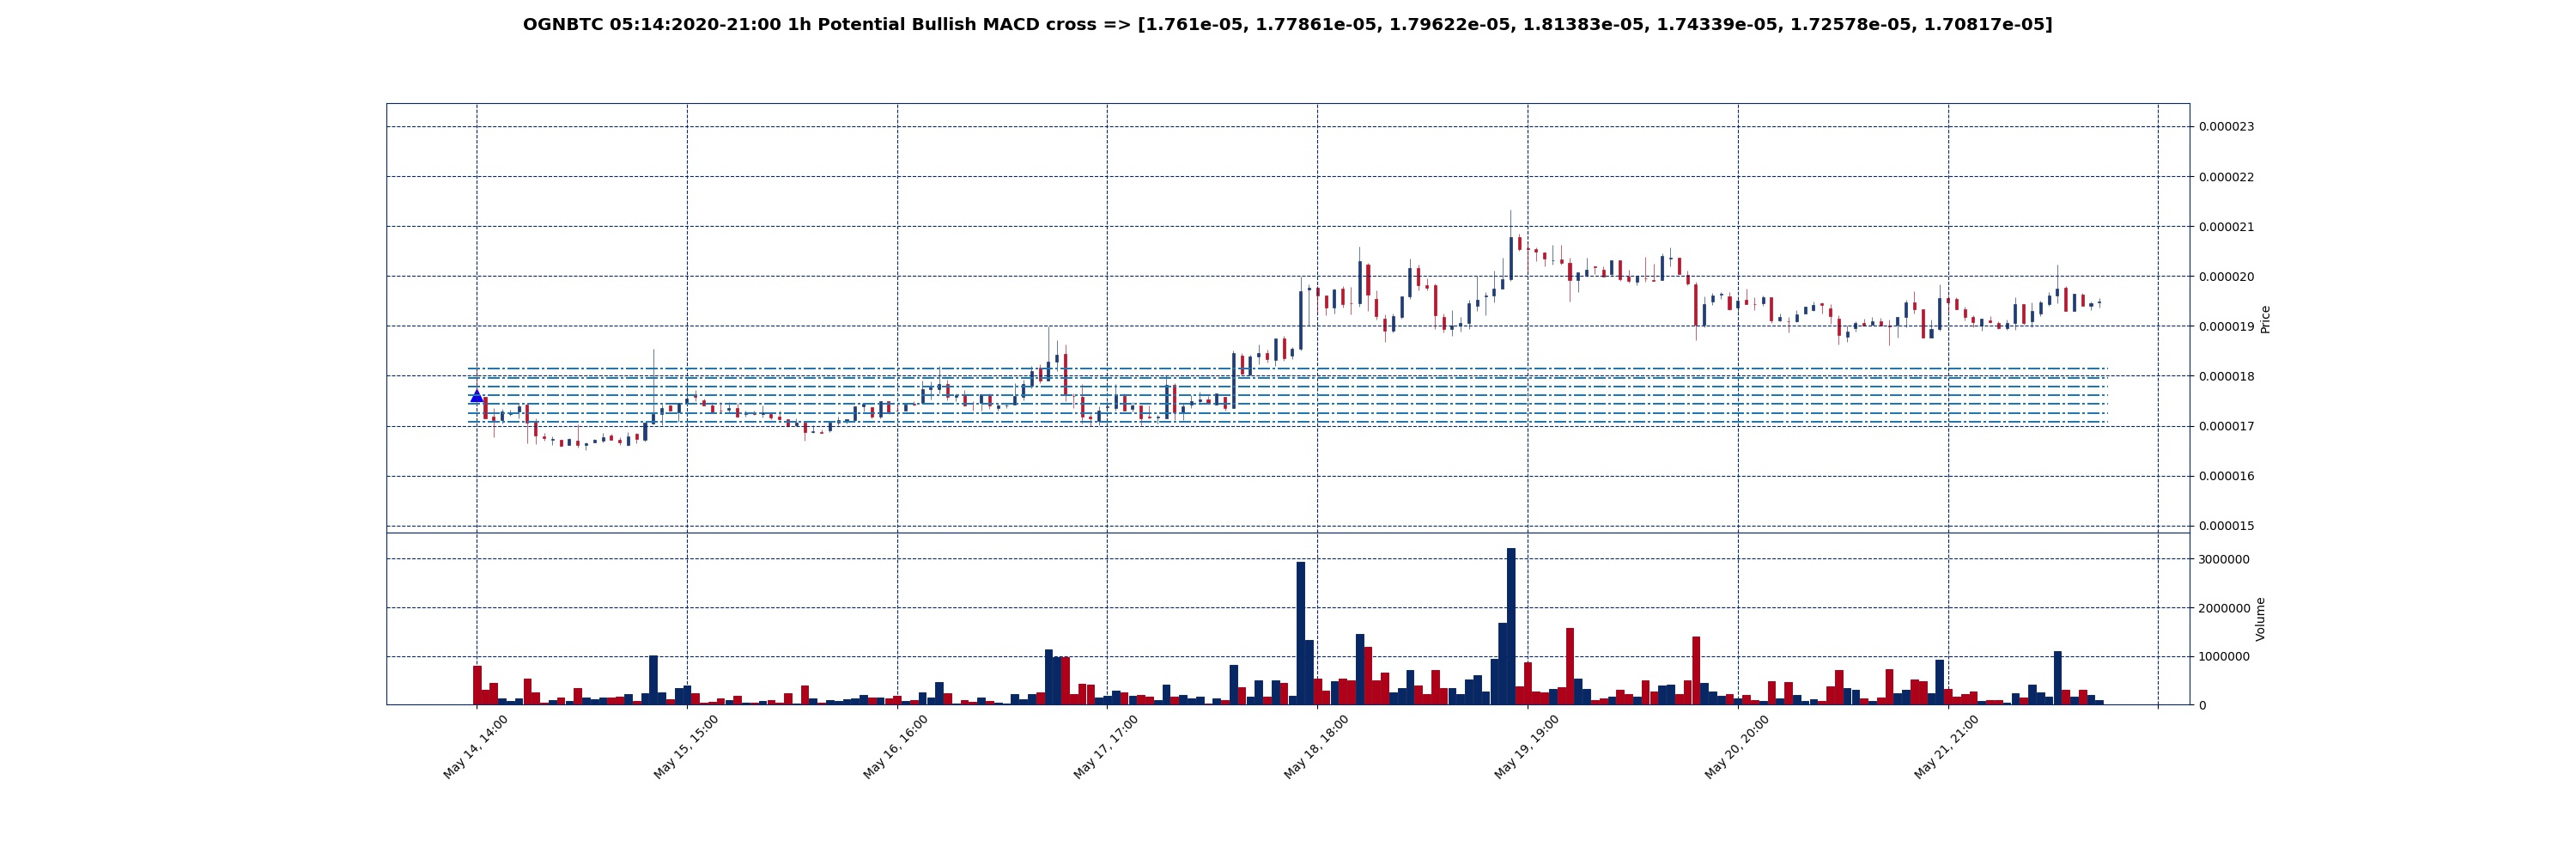 OGNBTC 05:14:2020-21:00 1h Potential Bullish MACD cross => [1.761e-05, 1.77861e-05, 1.79622e-05, 1.81383e-05, 1.74339e-05, 1.72578e-05, 1.70817e-05]
0.000023
0.000022
0.000021
0.000020
0.000019
0.000018
0.000017
0.000016
0.000015
Price
3000000
2000000
1000000
0
Volume
May 14, 14:00
May 15, 15:00
May 16, 16:00
May 17, 17:00
May 18, 18:00
May 19, 19:00
May 20, 20:00
May 21, 21:00